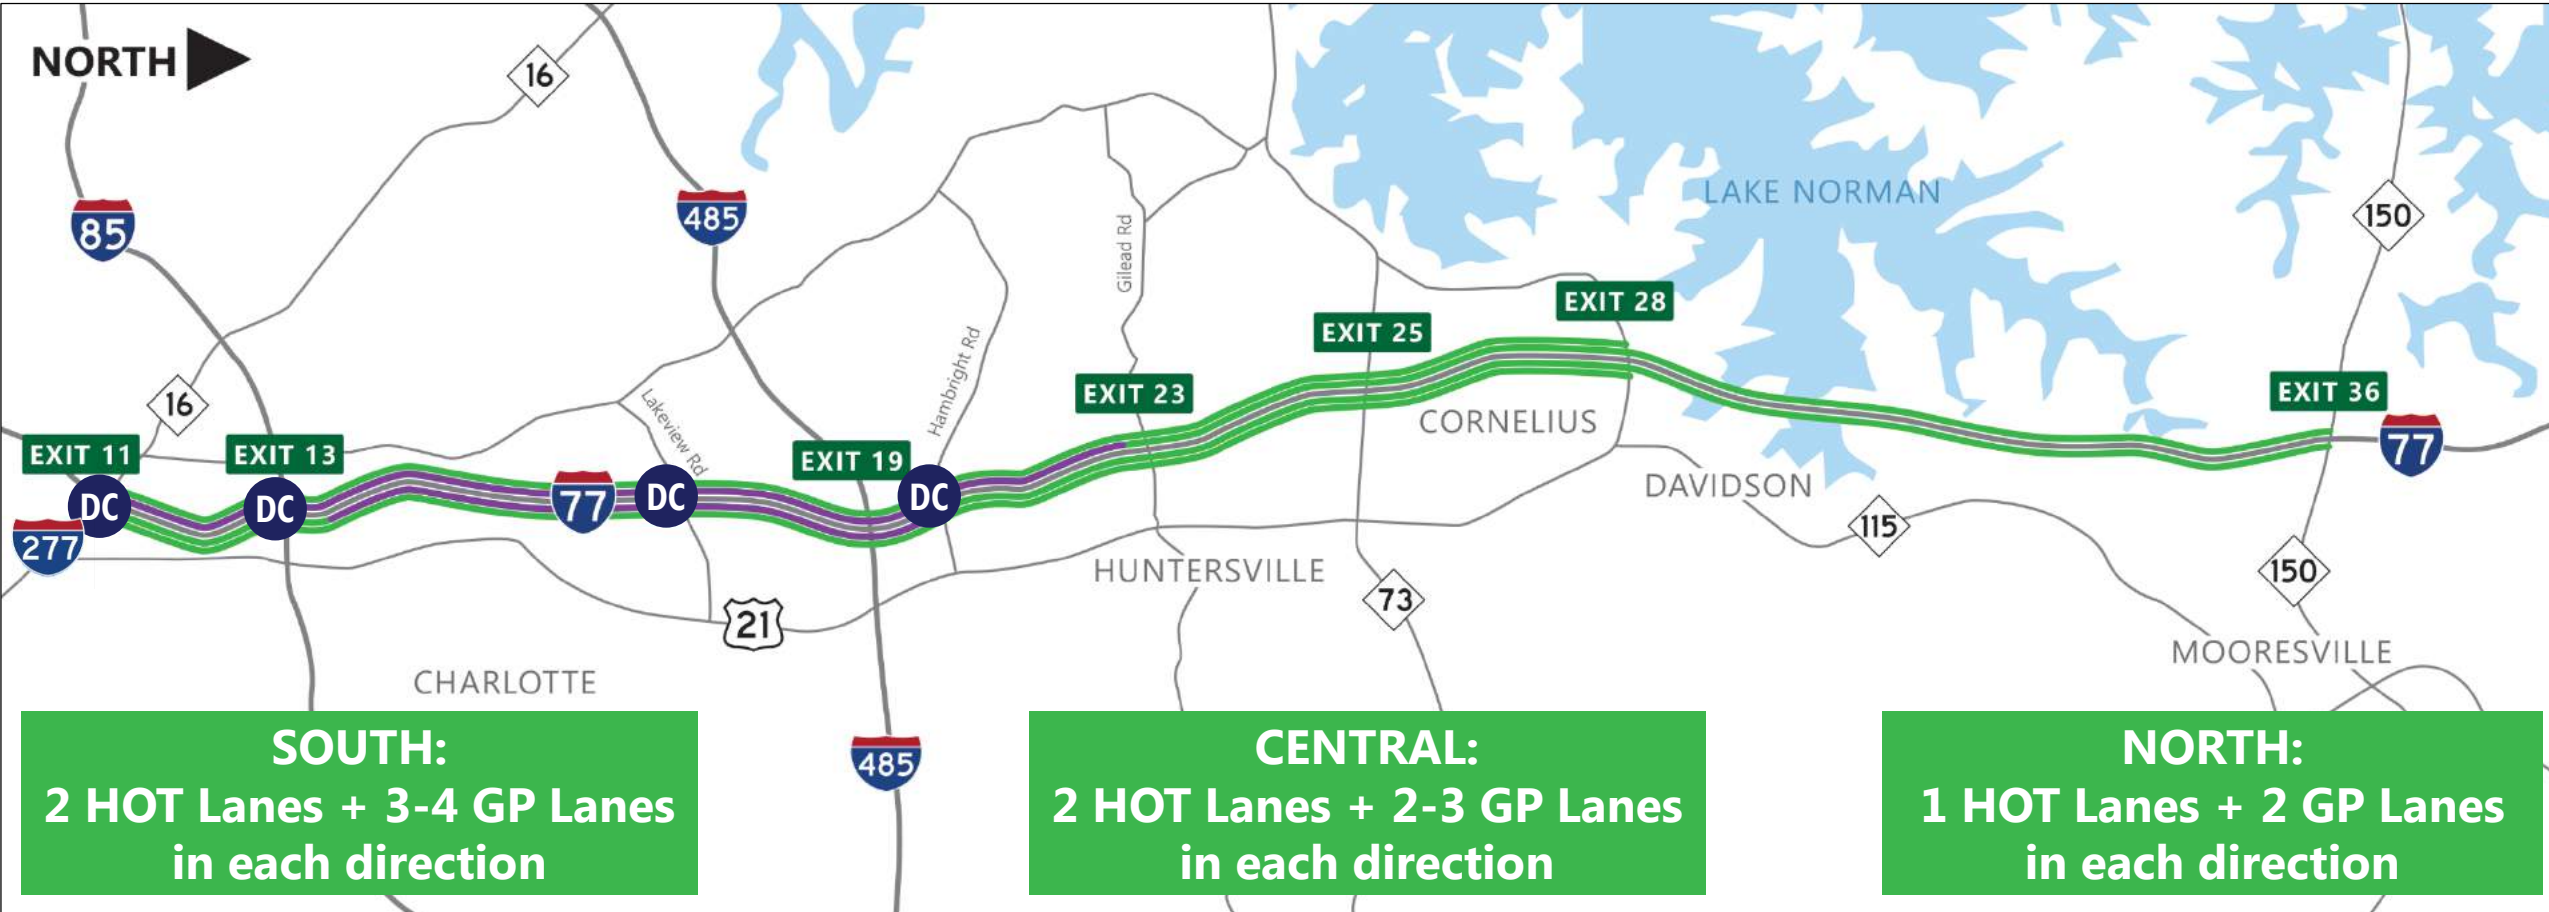 NORTH
16
85
485
LAKE NORMAN
150
Gilead Rd
EXIT 28
EXIT 25
Hambright Rd
EXIT 23
EXIT 36
16
Lakeview Rd
CORNELIUS
EXIT 11
EXIT 13
EXIT 19
77
DC
DC
77
DC
DC
DAVIDSON
277
115
HUNTERSVILLE
150
73
21
MOORESVILLE
CHARLOTTE
485
SOUTH:
2 HOT Lanes + 3-4 GP Lanes
in each direction
CENTRAL:
2 HOT Lanes + 2-3 GP Lanes
in each direction
NORTH:
1 HOT Lanes + 2 GP Lanes
in each direction